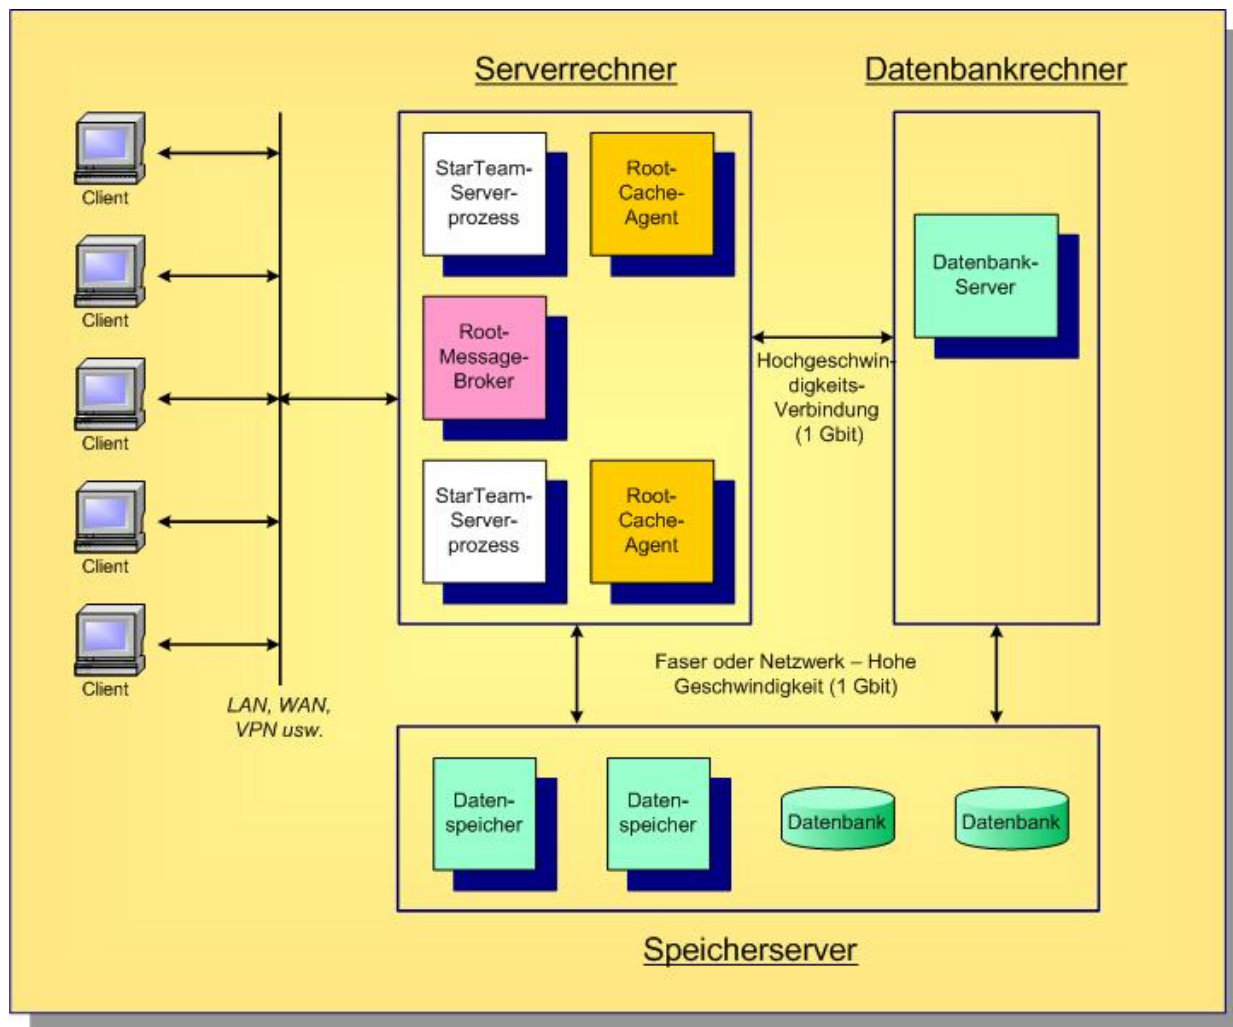 Serverrechner
Datenbankrechner
Client
Client
Client
Client
Client
LAN, WAN,
VPN usw.
StarTeam-
Server-
prozess
Root-
Cache-
Agent
Root-
Message-
Broker
StarTeam-
Server-
prozess
Root-
Cache-
Agent
Hochgeschwin-
digkeits-
Verbindung
(1 Gbit)
Datenbank-
Server
Faser oder Netzwerk – Hohe
Geschwindigkeit (1 Gbit)
Daten-
speicher
Daten-
speicher
Datenbank
Datenbank
Speicherserver